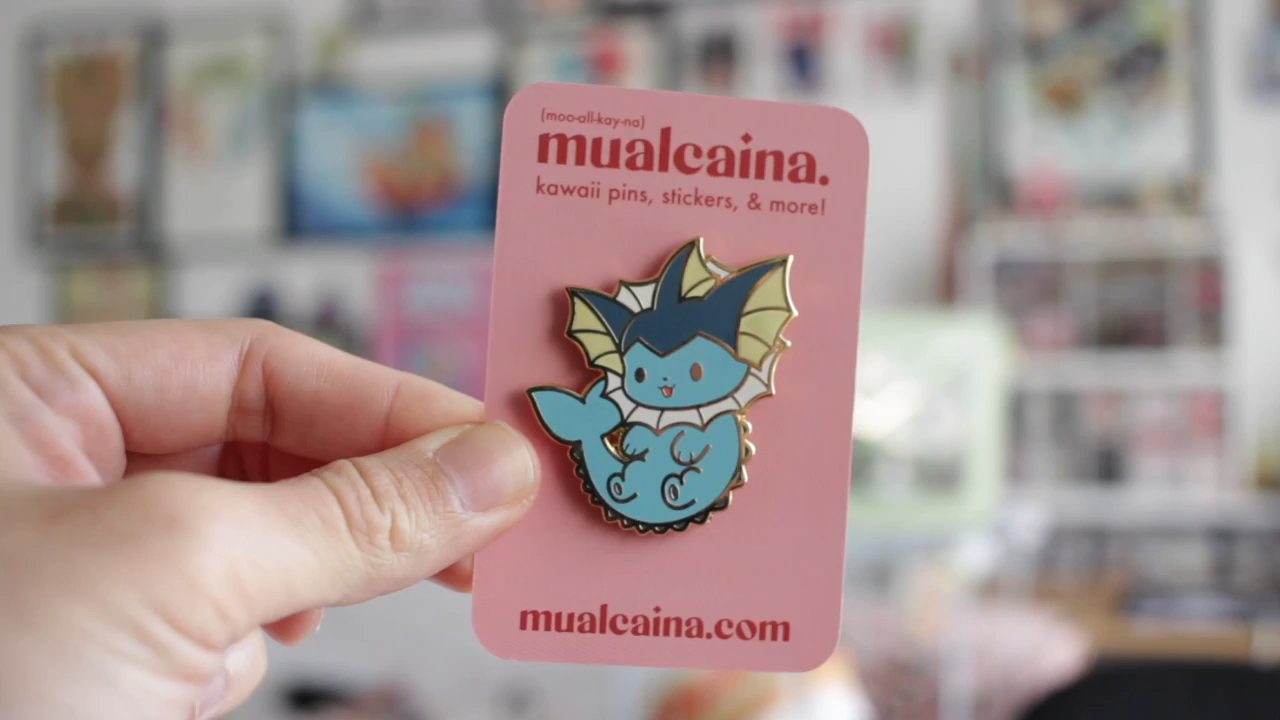 (moo-all-kay-na)
mualcaina.
kawaii pins, stickers, & more!
mualcaina.com